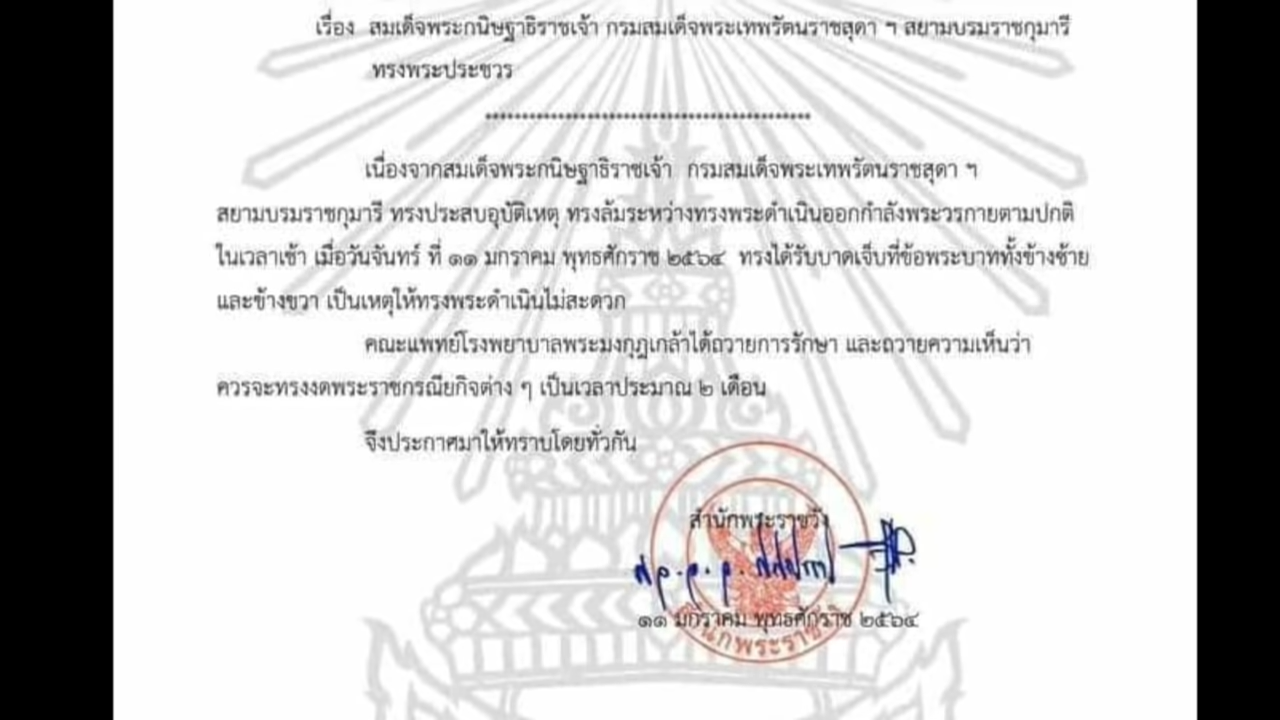 เรื่อง สมเด็จพระกนิษฐาธิราชเจ้า กรมสมเด็จพระเทพรัตนราชสุดา ฯ สยามบรมราชกุมารี
ทรงพระประชวร
เนื่องจากสมเด็จพระกนิษฐาธิราชเจ้า กรมสมเด็จพระเทพรัตนราชสุดา ฯ
สยามบรมราชกุมารี ทรงประสบอุบัติเหตุ ทรงล้มระหว่างทรงพระดำเนินออกกำลังพระวรกายตามปกติ
ในเวลาเช้า เมื่อวันจันทร์ ที่ ๑๑ มกราคม พุทธศักราช ๒๕๖๔ ทรงได้รับบาดเจ็บที่ข้อพระบาททั้งข้างซ้าย
และข้างขวา เป็นเหตุให้ทรงพระดำเนินไม่สะดวก
คณะแพทย์โรงพยาบาลพระมงกุฎเกล้าได้ถวายการรักษา และถวายความเห็นว่า
ควรจะทรงงดพระราชกรณียกิจต่าง ๆ เป็นเวลาประมาณ ๒ เดือน
จึงประกาศมาให้ทราบโดยทั่วกัน
สำนักพระราชวัง
๑๑ มกราคม พุทธศักราช ๒๕๖๔
สำนักพระราชวัง